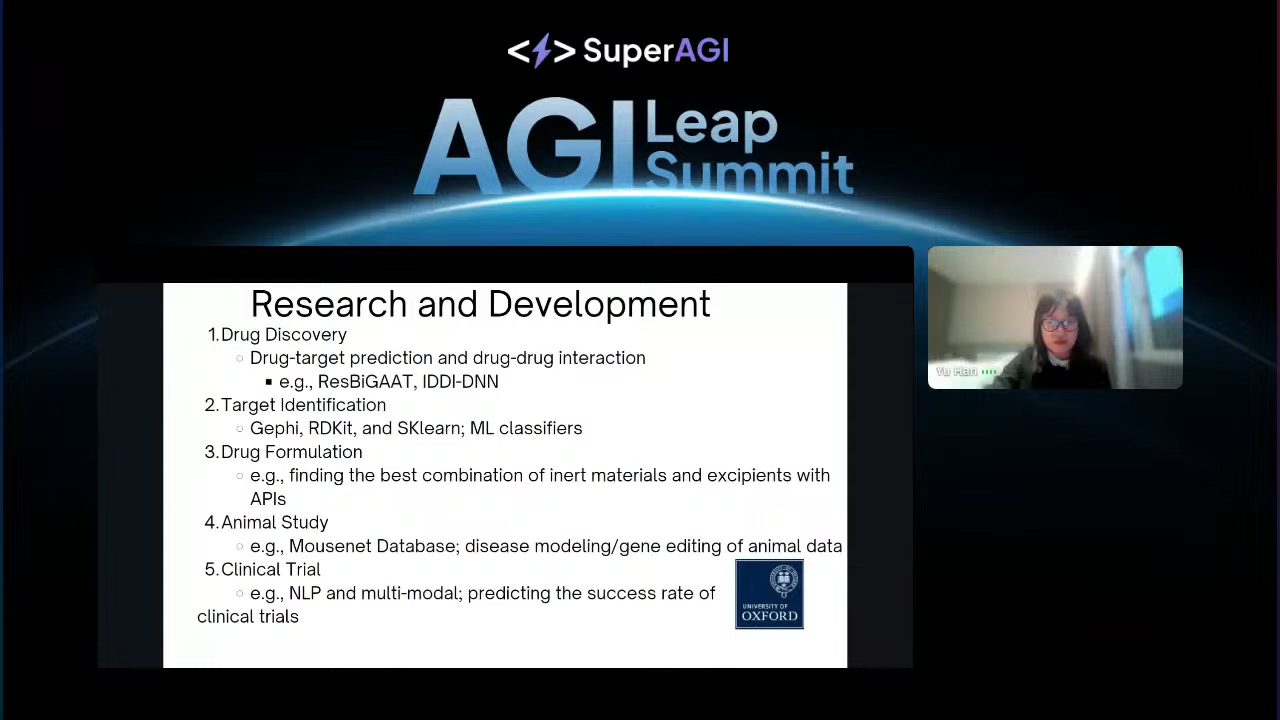 <⚡> SuperAGI
AGI Leap
Summit
Research and Development
1.Drug Discovery
○ Drug-target prediction and drug-drug interaction
▪ e.g., ResBiGAAT, IDDI-DNN
2.Target Identification
○ Gephi, RDKit, and SKlearn; ML classifiers
3.Drug Formulation
○ e.g., finding the best combination of inert materials and excipients with
APIs
4.Animal Study
○ e.g., Mousenet Database; disease modeling/gene editing of animal data
5.Clinical Trial
○ e.g., NLP and multi-modal; predicting the success rate of
clinical trials
UNIVERSITY OF
OXFORD
Yu Han